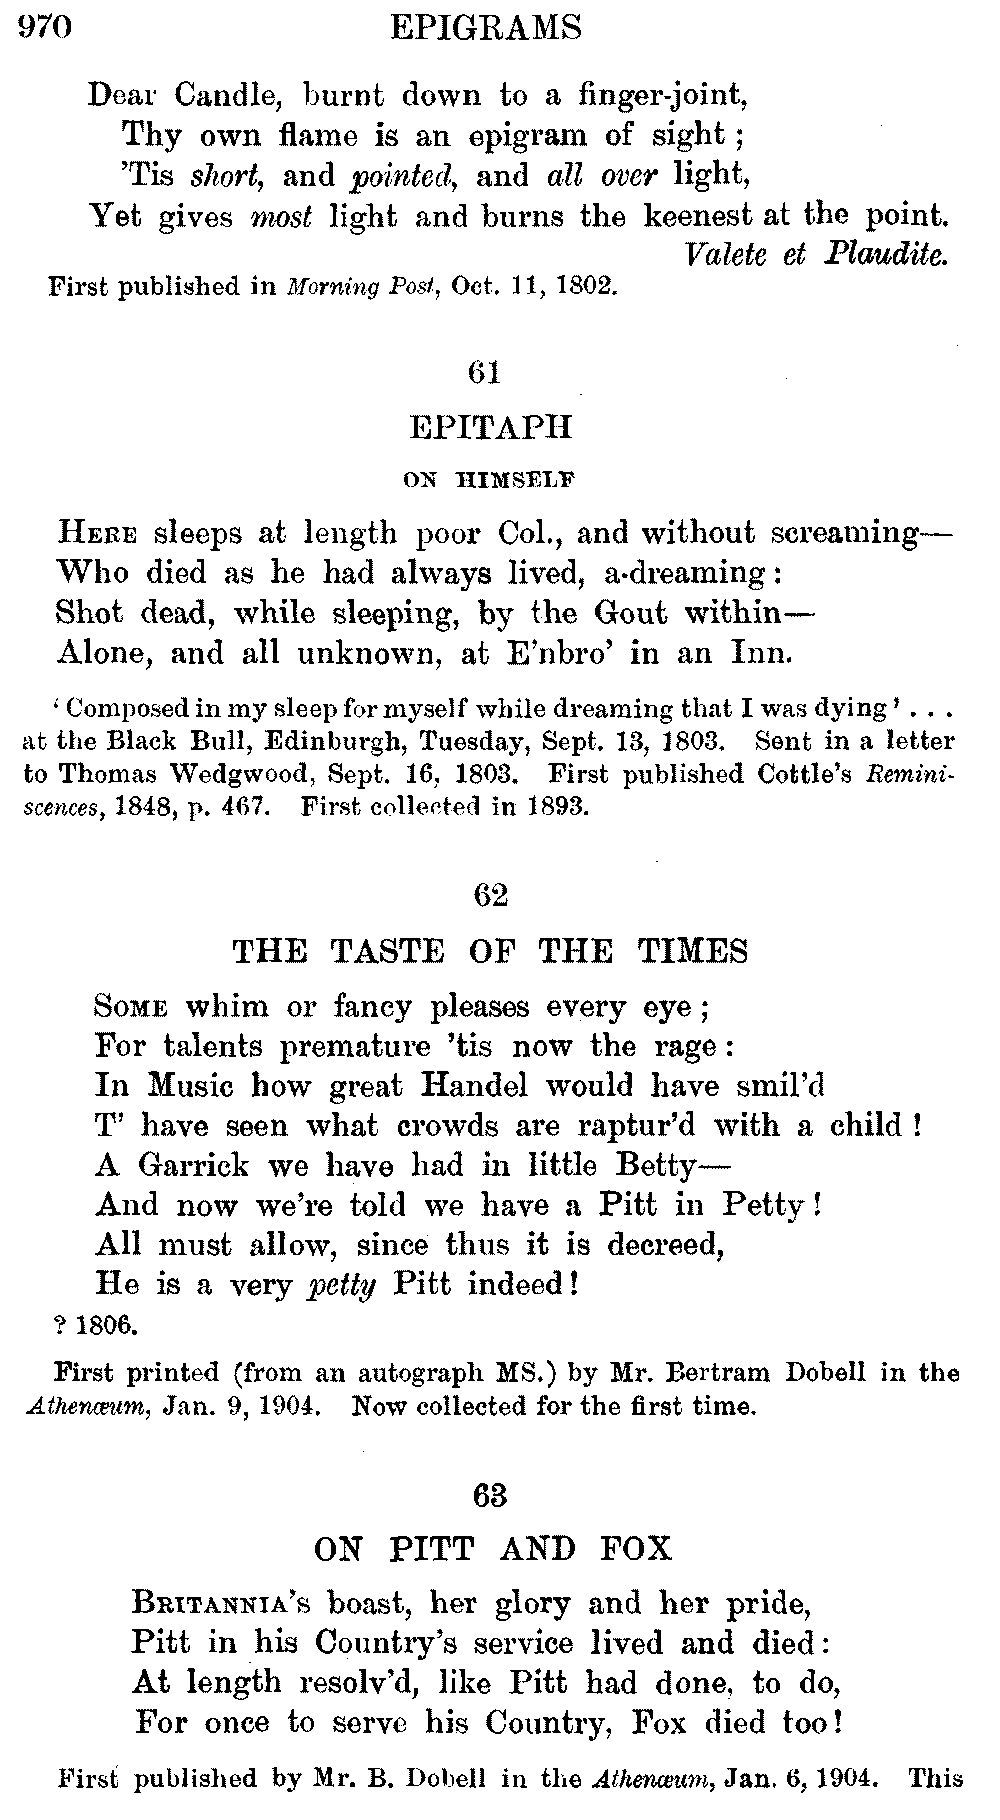 970 EPIGRAMS
Dear Candle, burnt down to a finger-joint,
Thy own flame is an epigram of sight ;
'Tis short, and pointed, and all over light,
Yet gives most light and burns the keenest at the point.
Valete et Plaudite.
First published in Morning Post, Oct. 11, 1802.
61
EPITAPH
ON HIMSELF
HERE sleeps at length poor Col., and without screaming—
Who died as he had always lived, a-dreaming :
Shot dead, while sleeping, by the Gout within—
Alone, and all unknown, at E'nbro' in an Inn.
' Composed in my sleep for myself while dreaming that I was dying ' . . .
at the Black Bull, Edinburgh, Tuesday, Sept. 13, 1803. Sent in a letter
to Thomas Wedgwood, Sept. 16, 1803. First published Cottle's Remini-
scences, 1848, p. 467. First collected in 1893.
62
THE TASTE OF THE TIMES
SOME whim or fancy pleases every eye ;
For talents premature 'tis now the rage :
In Music how great Handel would have smil'd
T' have seen what crowds are raptur'd with a child !
A Garrick we have had in little Betty—
And now we're told we have a Pitt in Petty !
All must allow, since thus it is decreed,
He is a very petty Pitt indeed !
? 1806.
First printed (from an autograph MS.) by Mr. Bertram Dobell in the
Athenæum, Jan. 9, 1904. Now collected for the first time.
63
ON PITT AND FOX
BRITANNIA'S boast, her glory and her pride,
Pitt in his Country's service lived and died :
At length resolv'd, like Pitt had done, to do,
For once to serve his Country, Fox died too !
First published by Mr. B. Dobell in the Athenæum, Jan. 6, 1904. This